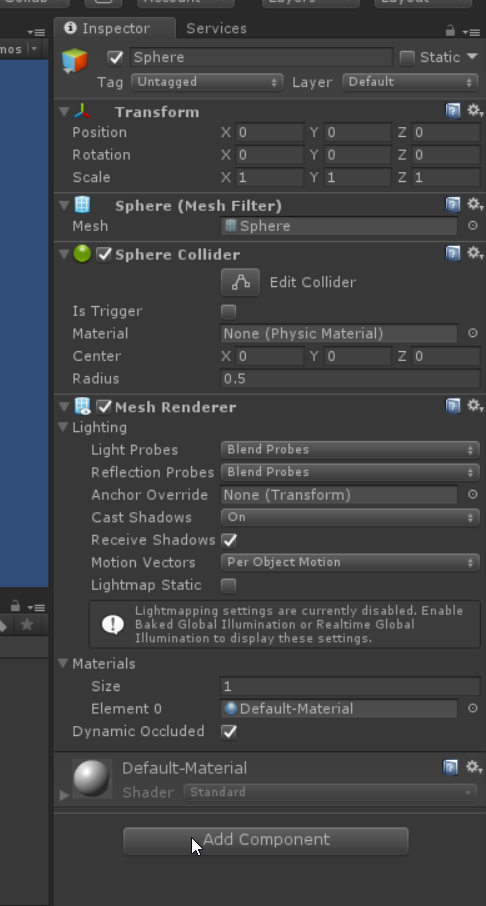 Inspector Services
mos
Sphere Static
Tag Untagged Layer Default
Transform
Position X 0 Y 0 Z 0
Rotation X 0 Y 0 Z 0
Scale X 1 Y 1 Z 1
Sphere (Mesh Filter)
Mesh Sphere
Sphere Collider
Edit Collider
Is Trigger
Material None (Physic Material)
Center X 0 Y 0 Z 0
Radius 0.5
Mesh Renderer
Lighting
Light Probes Blend Probes
Reflection Probes Blend Probes
Anchor Override None (Transform)
Cast Shadows On
Receive Shadows
Motion Vectors Per Object Motion
Lightmap Static
Lightmapping settings are currently disabled. Enable
Baked Global Illumination or Realtime Global
Illumination to display these settings.
Materials
Size 1
Element 0 Default-Material
Dynamic Occluded
Default-Material
Shader Standard
Add Component